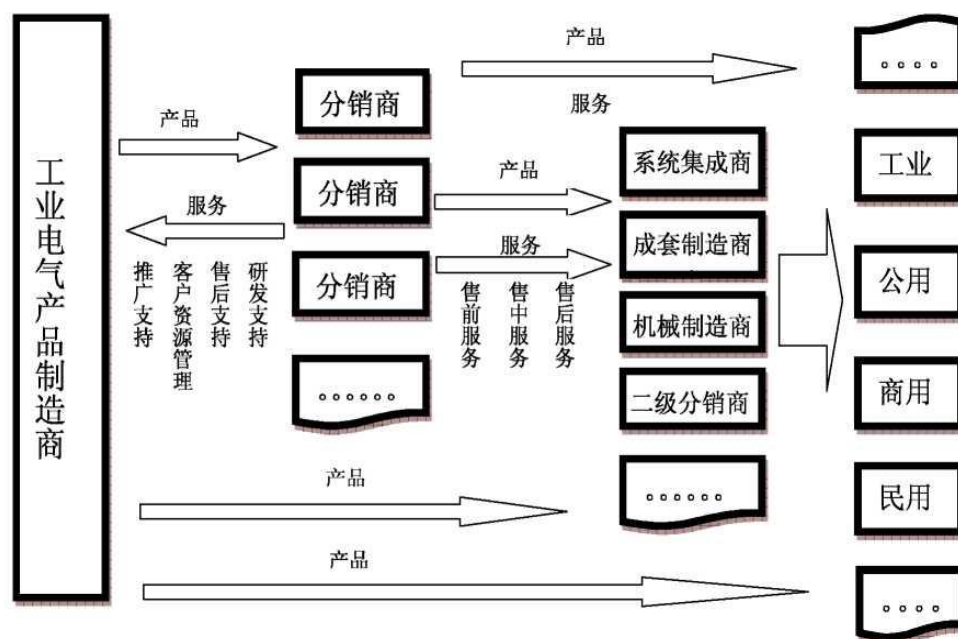 工业电气产品制造商
产品
服务
推广支持
客户资源管理
售后支持
研发支持
分销商
分销商
分销商
。。。。。。
产品
服务
产品
服务
售前服务
售中服务
售后服务
系统集成商
成套制造商
机械制造商
二级分销商
。。。。。。
产品
产品
。。。。
工业
公用
商用
民用
。。。。